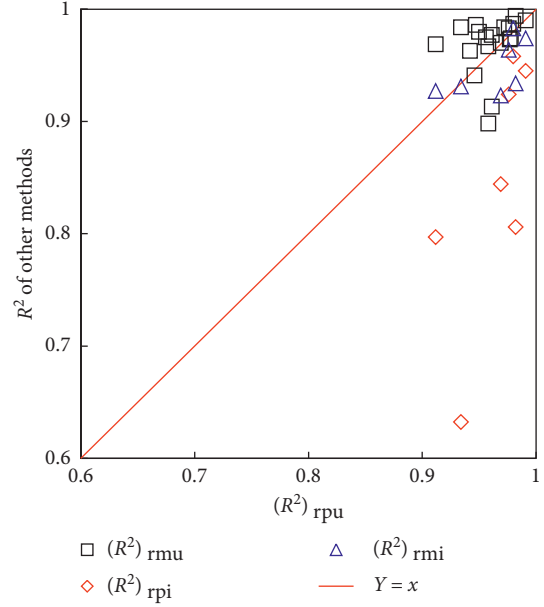 1
0.9
0.8
0.7
0.6
R² of other methods
0.6 0.7 0.8 0.9 1
(R²) rpu
(R²) rmu (R²) rmi
(R²) rpi Y = x